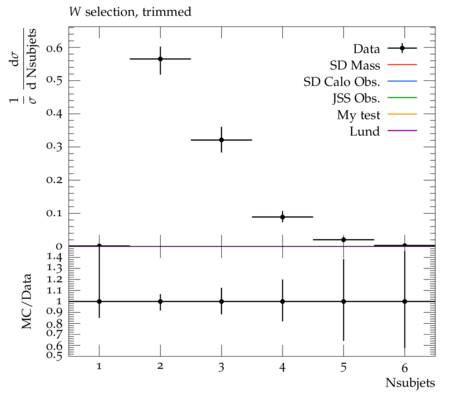 W selection, trimmed
1/σ dσ/d Nsubjets
Data
SD Mass
SD Calo Obs.
JSS Obs.
My test
Lund
0.6
0.5
0.4
0.3
0.2
0.1
0
MC/Data
1.4
1.3
1.2
1.1
1
0.9
0.8
0.7
0.6
0.5
1 2 3 4 5 6
Nsubjets